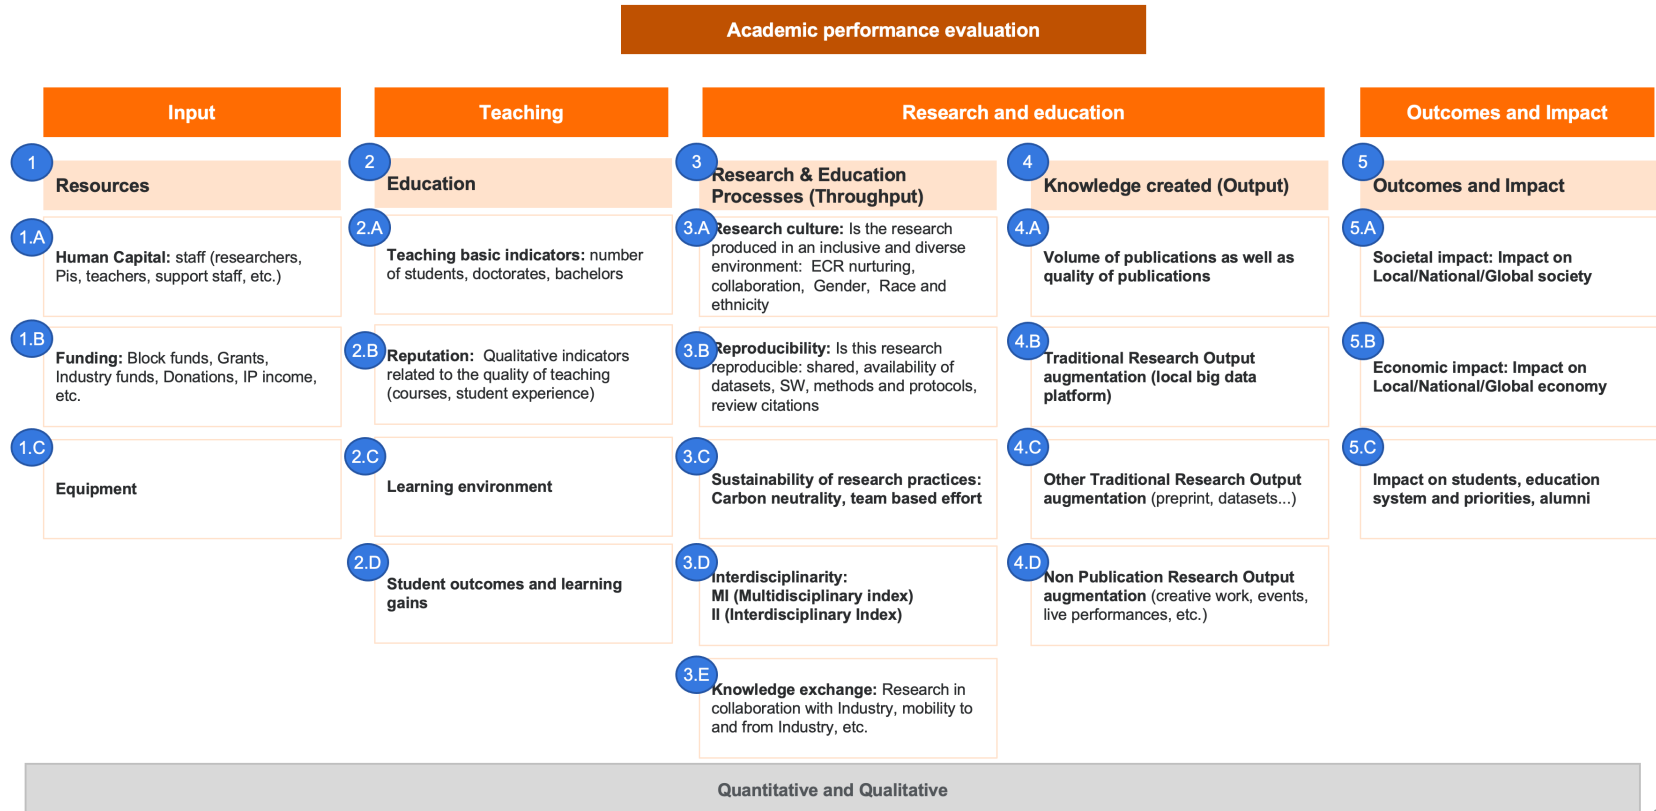 Academic performance evaluation
Input
Teaching
Research and education
Outcomes and Impact
1
Resources
1.A
Human Capital: staff (researchers,
Pis, teachers, support staff, etc.)
1.B
Funding: Block funds, Grants,
Industry funds, Donations, IP income,
etc.
1.C
Equipment
2
Education
2.A
Teaching basic indicators: number
of students, doctorates, bachelors
2.B
Reputation: Qualitative indicators
related to the quality of teaching
(courses, student experience)
2.C
Learning environment
2.D
Student outcomes and learning
gains
3
Research & Education
Processes (Throughput)
3.A
Research culture: Is the research
produced in an inclusive and diverse
environment: ECR nurturing,
collaboration, Gender, Race and
ethnicity
3.B
Reproducibility: Is this research
reproducible: shared, availability of
datasets, SW, methods and protocols,
review citations
3.C
Sustainability of research practices:
Carbon neutrality, team based effort
3.D
Interdisciplinarity:
MI (Multidisciplinary index)
II (Interdisciplinary Index)
3.E
Knowledge exchange: Research in
collaboration with Industry, mobility to
and from Industry, etc.
4
Knowledge created (Output)
4.A
Volume of publications as well as
quality of publications
4.B
Traditional Research Output
augmentation (local big data
platform)
4.C
Other Traditional Research Output
augmentation (preprint, datasets...)
4.D
Non Publication Research Output
augmentation (creative work, events,
live performances, etc.)
5
Outcomes and Impact
5.A
Societal impact: Impact on
Local/National/Global society
5.B
Economic impact: Impact on
Local/National/Global economy
5.C
Impact on students, education
system and priorities, alumni
Quantitative and Qualitative